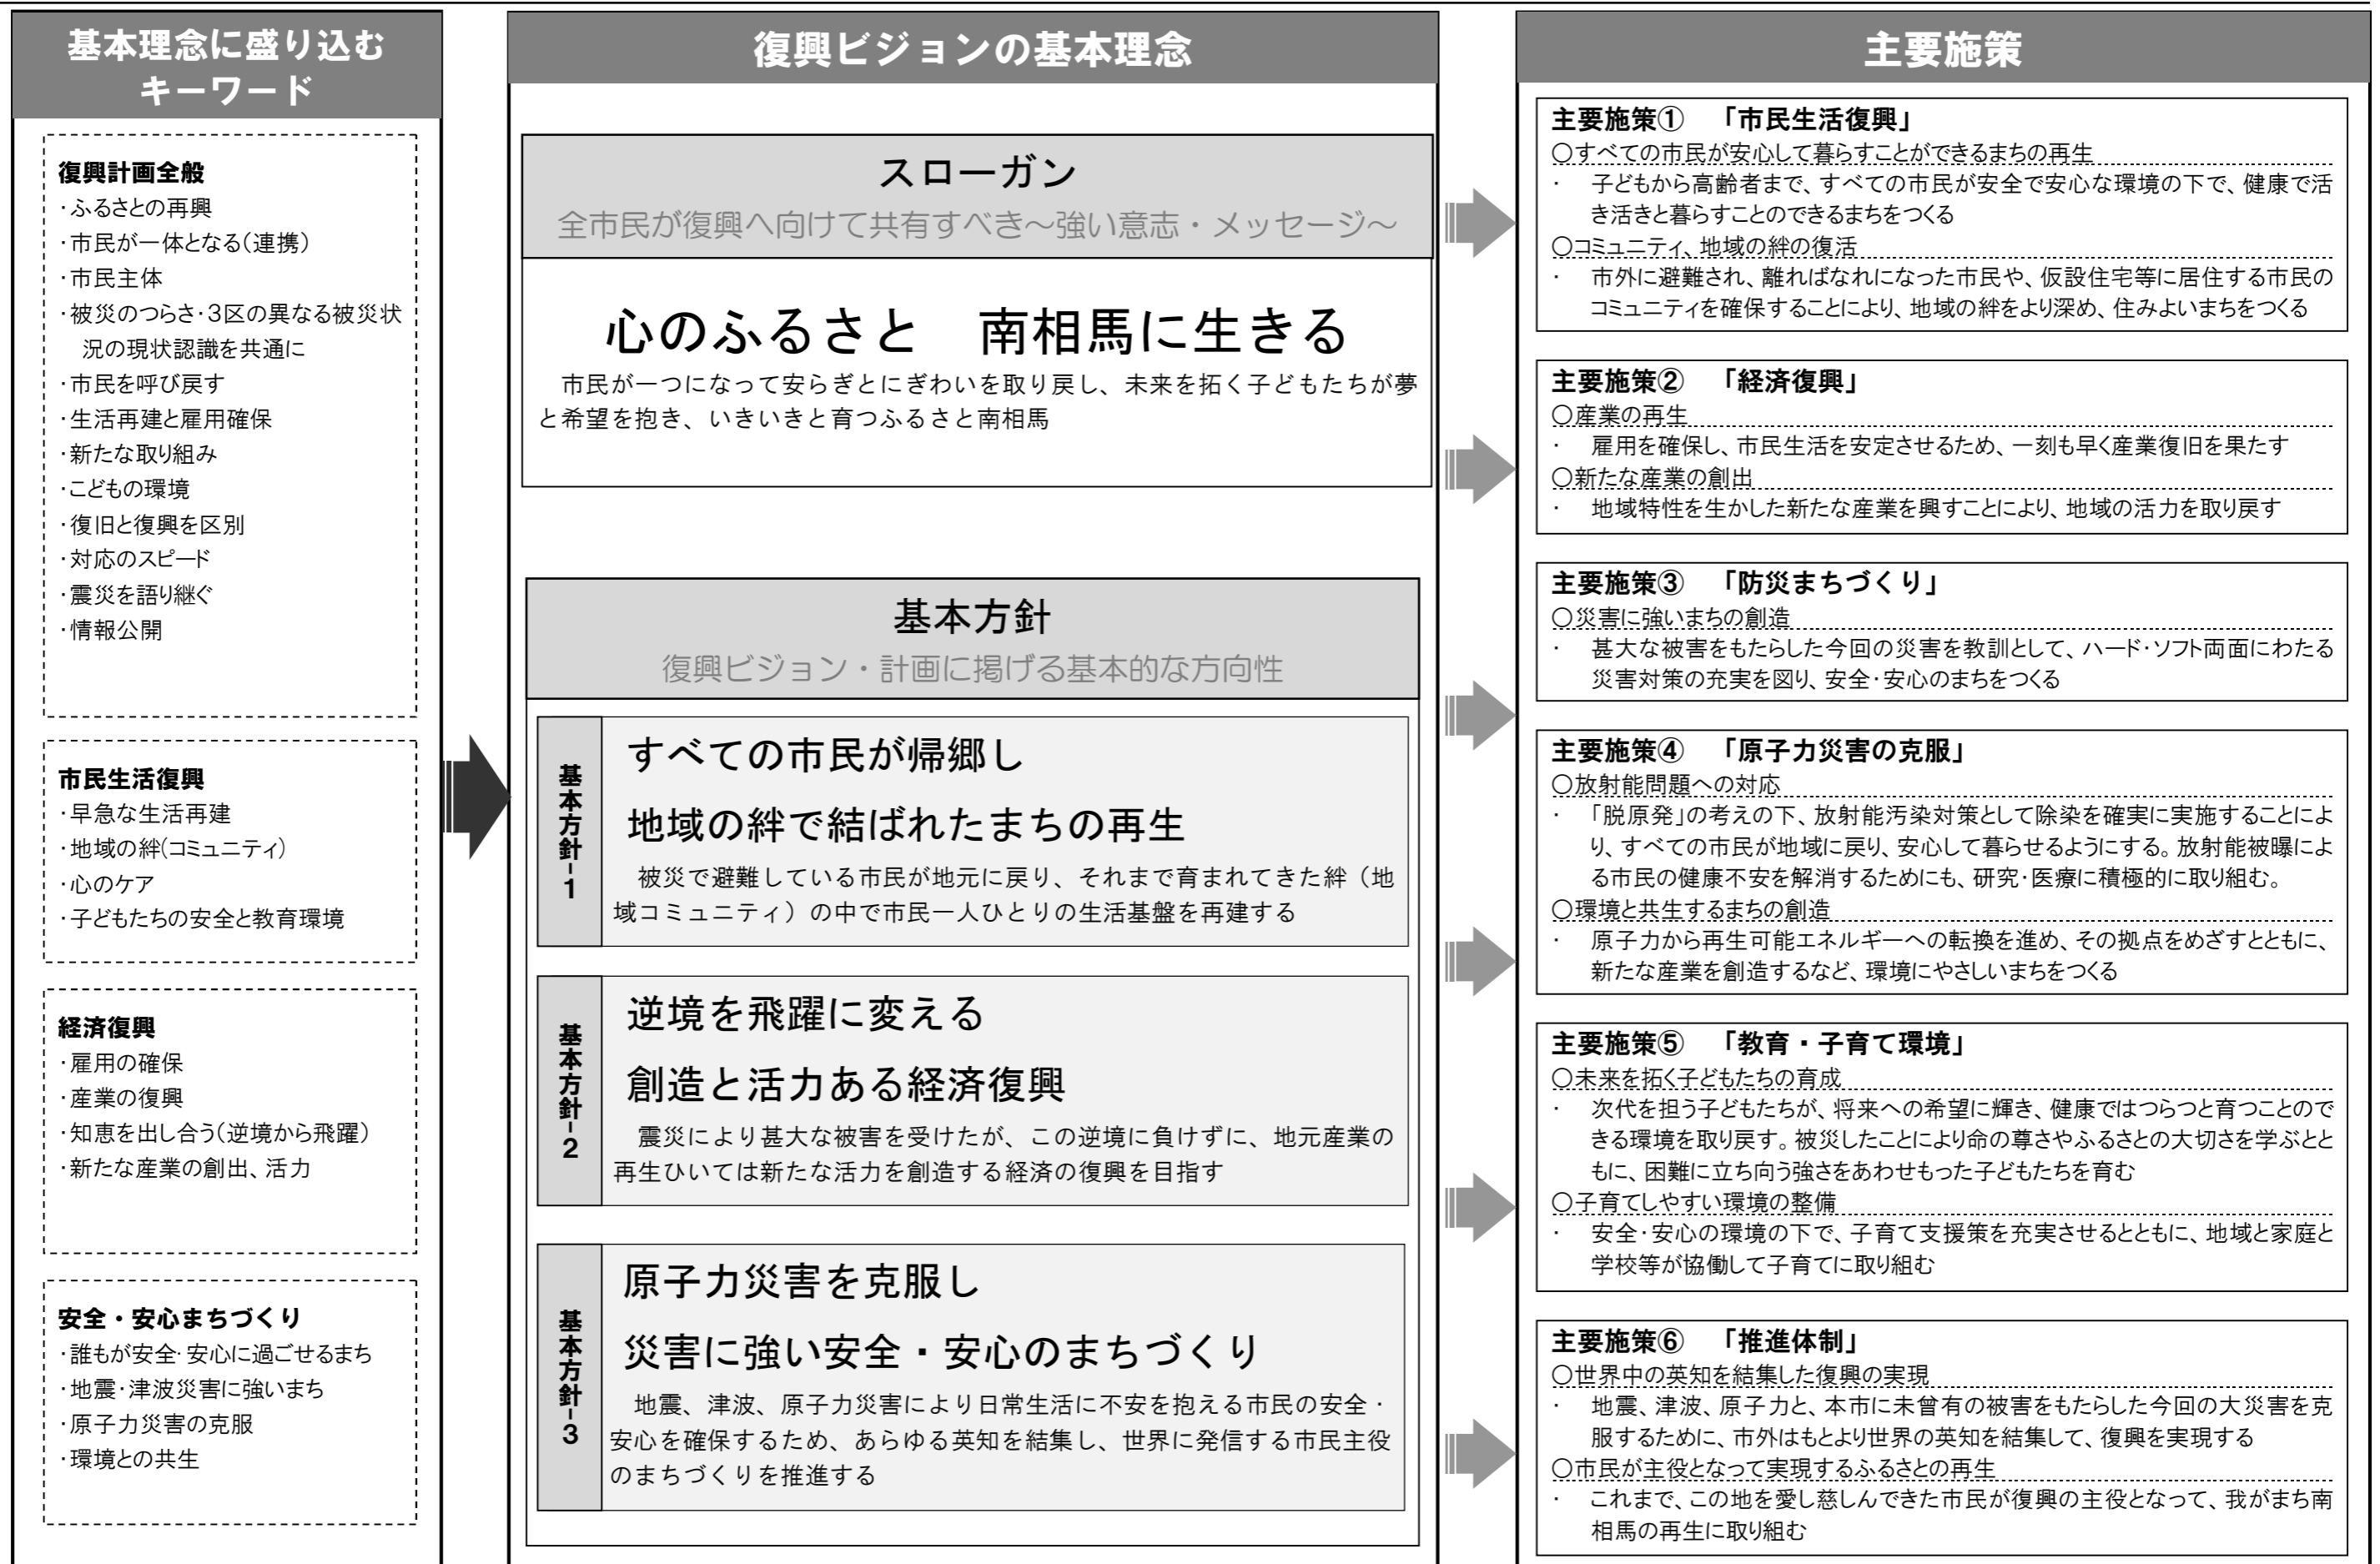 基本理念に盛り込む
キーワード
復興計画全般
・ふるさとの再興
・市民が一体となる（連携）
・市民主体
・被災のつらさ・3区の異なる被災状
況の現状認識を共通に
・市民を呼び戻す
・生活再建と雇用確保
・新たな取り組み
・こどもの環境
・復旧と復興を区別
・対応のスピード
・震災を語り継ぐ
・情報公開
市民生活復興
・早急な生活再建
・地域の絆(コミュニティ)
・心のケア
・子どもたちの安全と教育環境
経済復興
・雇用の確保
・産業の復興
・知恵を出し合う（逆境から飛躍）
・新たな産業の創出、活力
安全・安心まちづくり
・誰もが安全・安心に過ごせるまち
・地震・津波災害に強いまち
・原子力災害の克服
・環境との共生
復興ビジョンの基本理念
スローガン
全市民が復興へ向けて共有すべき～強い意志・メッセージ～
心のふるさと　南相馬に生きる
市民が一つになって安らぎとにぎわいを取り戻し、未来を拓く子どもたちが夢
と希望を抱き、いきいきと育つふるさと南相馬
基本方針
復興ビジョン・計画に掲げる基本的な方向性
基本方針-1
すべての市民が帰郷し
地域の絆で結ばれたまちの再生
被災で避難している市民が地元に戻り、それまで育まれてきた絆（地
域コミュニティ）の中で市民一人ひとりの生活基盤を再建する
基本方針-2
逆境を飛躍に変える
創造と活力ある経済復興
震災により甚大な被害を受けたが、この逆境に負けずに、地元産業の
再生ひいては新たな活力を創造する経済の復興を目指す
基本方針-3
原子力災害を克服し
災害に強い安全・安心のまちづくり
地震、津波、原子力災害により日常生活に不安を抱える市民の安全・
安心を確保するため、あらゆる英知を結集し、世界に発信する市民主役
のまちづくりを推進する
主要施策
主要施策①　「市民生活復興」
○すべての市民が安心して暮らすことができるまちの再生
・　子どもから高齢者まで、すべての市民が安全で安心な環境の下で、健康で活
き活きと暮らすことのできるまちをつくる
○コミュニティ、地域の絆の復活
・　市外に避難され、離ればなれになった市民や、仮設住宅等に居住する市民の
コミュニティを確保することにより、地域の絆をより深め、住みよいまちをつくる
主要施策②　「経済復興」
○産業の再生
・　雇用を確保し、市民生活を安定させるため、一刻も早く産業復旧を果たす
○新たな産業の創出
・　地域特性を生かした新たな産業を興すことにより、地域の活力を取り戻す
主要施策③　「防災まちづくり」
○災害に強いまちの創造
・　甚大な被害をもたらした今回の災害を教訓として、ハード・ソフト両面にわたる
災害対策の充実を図り、安全・安心のまちをつくる
主要施策④　「原子力災害の克服」
○放射能問題への対応
・　「脱原発」の考えの下、放射能汚染対策として除染を確実に実施することによ
り、すべての市民が地域に戻り、安心して暮らせるようにする。放射能被曝によ
る市民の健康不安を解消するためにも、研究・医療に積極的に取り組む。
○環境と共生するまちの創造
・　原子力から再生可能エネルギーへの転換を進め、その拠点をめざすとともに、
新たな産業を創造するなど、環境にやさしいまちをつくる
主要施策⑤　「教育・子育て環境」
○未来を拓く子どもたちの育成
・　次代を担う子どもたちが、将来への希望に輝き、健康ではつらつと育つことので
きる環境を取り戻す。被災したことにより命の尊さやふるさとの大切さを学ぶとと
もに、困難に立ち向う強さをあわせもった子どもたちを育む
○子育てしやすい環境の整備
・　安全・安心の環境の下で、子育て支援策を充実させるとともに、地域と家庭と
学校等が協働して子育てに取り組む
主要施策⑥　「推進体制」
○世界中の英知を結集した復興の実現
・　地震、津波、原子力と、本市に未曾有の被害をもたらした今回の大災害を克
服するために、市外はもとより世界の英知を結集して、復興を実現する
○市民が主役となって実現するふるさとの再生
・　これまで、この地を愛し慈しんできた市民が復興の主役となって、我がまち南
相馬の再生に取り組む